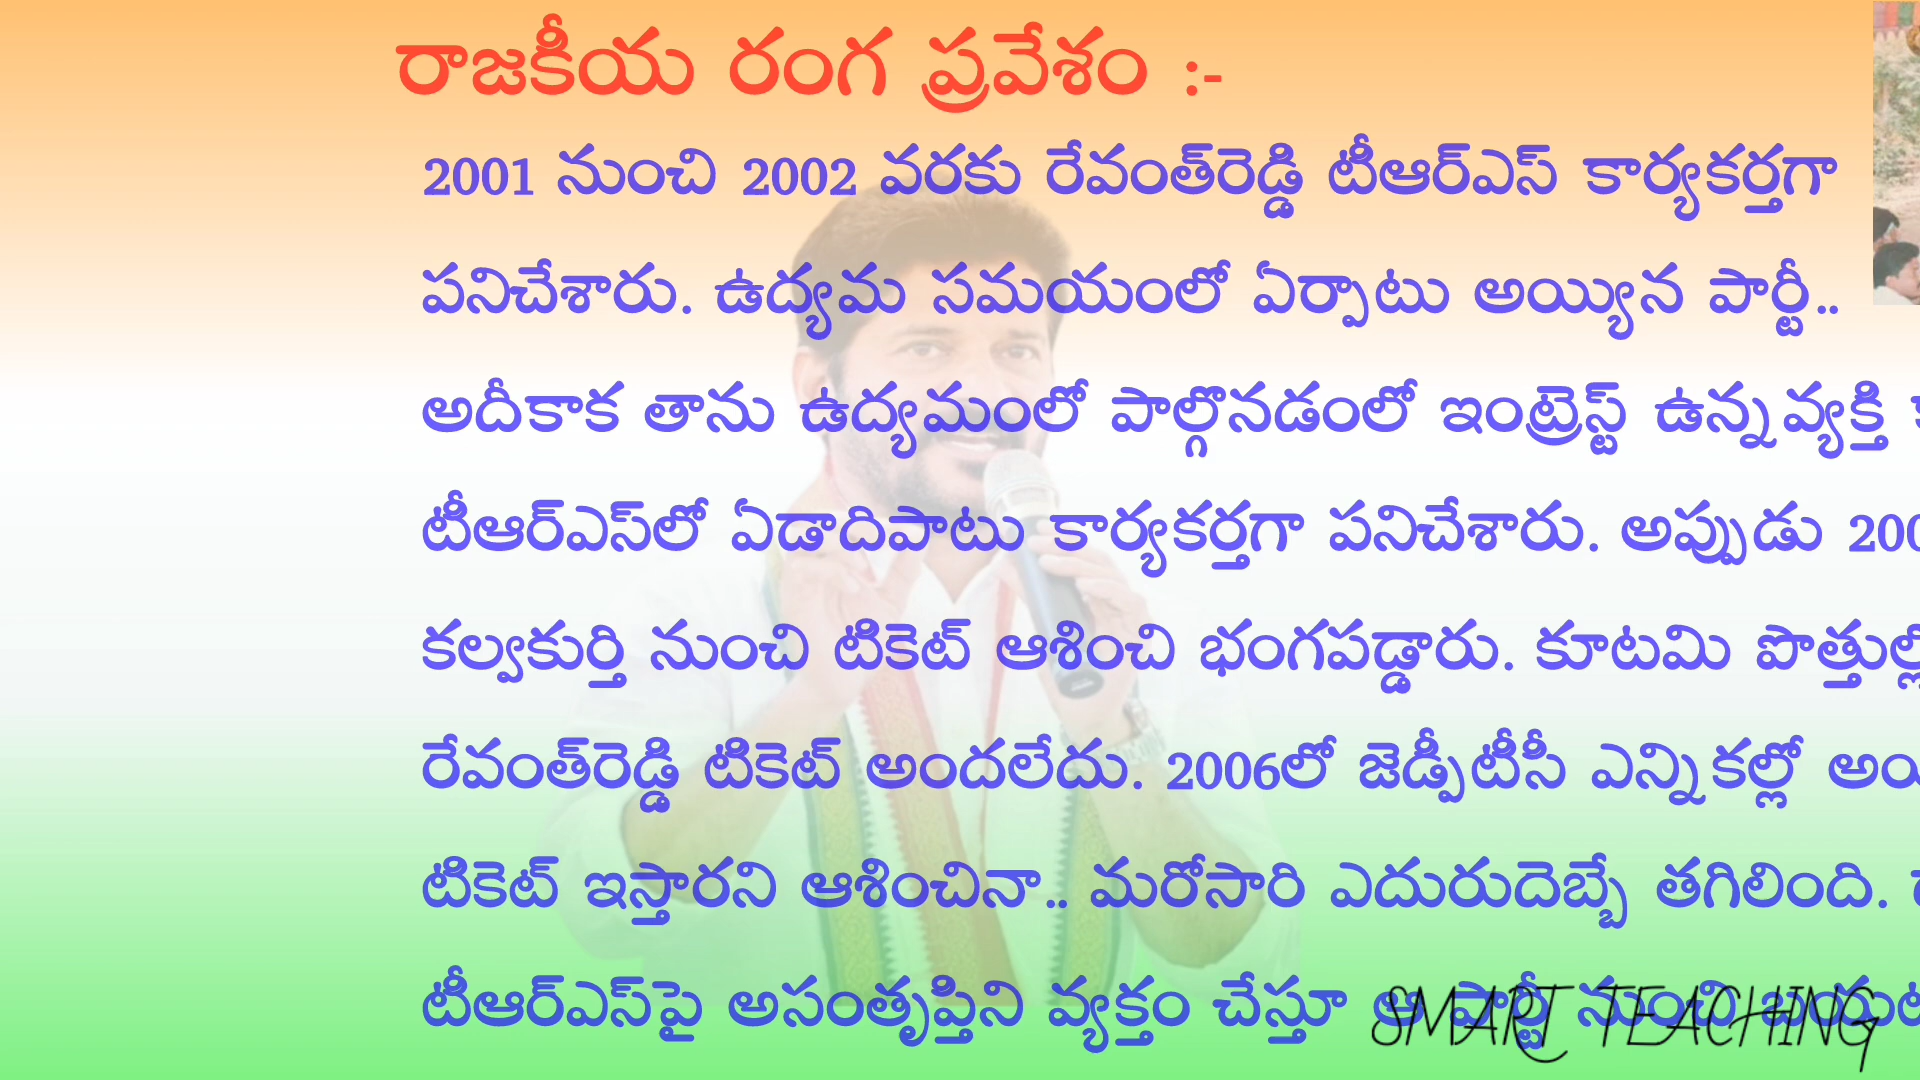 రాజకీయ రంగ ప్రవేశం :-
2001 నుంచి 2002 వరకు రేవంత్‌రెడ్డి టీఆర్ఎస్ కార్యకర్తగా
పనిచేశారు. ఉద్యమ సమయంలో ఏర్పాటు అయ్యిన పార్టీ..
అదీకాక తాను ఉద్యమంలో పాల్గొనడంలో ఇంట్రెస్ట్ ఉన్నవ్యక్తి
టీఆర్ఎస్‌లో ఏడాదిపాటు కార్యకర్తగా పనిచేశారు. అప్పుడు
కల్వకుర్తి నుంచి టికెట్ ఆశించి భంగపడ్డారు. కూటమి
రేవంత్‌రెడ్డి టికెట్ అందలేదు. 2006లో జెడ్పీటీసీ ఎన్నికల్లో
టికెట్ ఇస్తారని ఆశించినా.. మరోసారి ఎదురుదెబ్బే తగిలింది.
టీఆర్ఎస్‌పై అసంతృప్తిని వ్యక్తం చేస్తూ ఆ పార్టీ నుంచి
SMART TEACHING